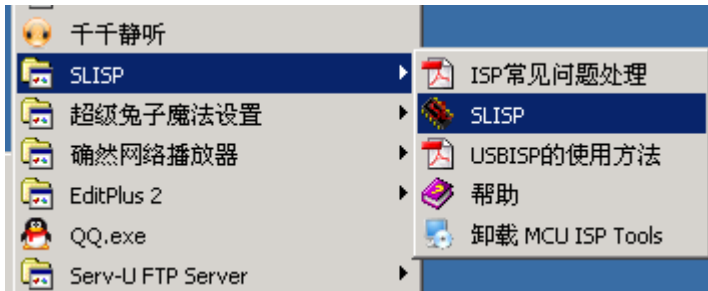 千千静听
SLISP
超级兔子魔法设置
确然网络播放器
EditPlus 2
QQ.exe
Serv-U FTP Server
ISP常见问题处理
SLISP
USBISP的使用方法
帮助
卸载 MCU ISP Tools